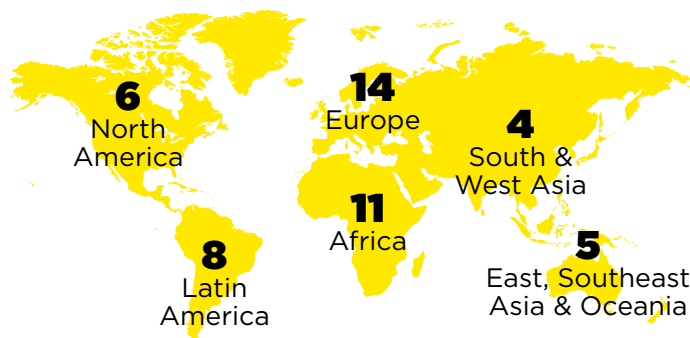 6
North
America
14
Europe
4
South &
West Asia
11
Africa
8
Latin
America
5
East, Southeast
Asia & Oceania